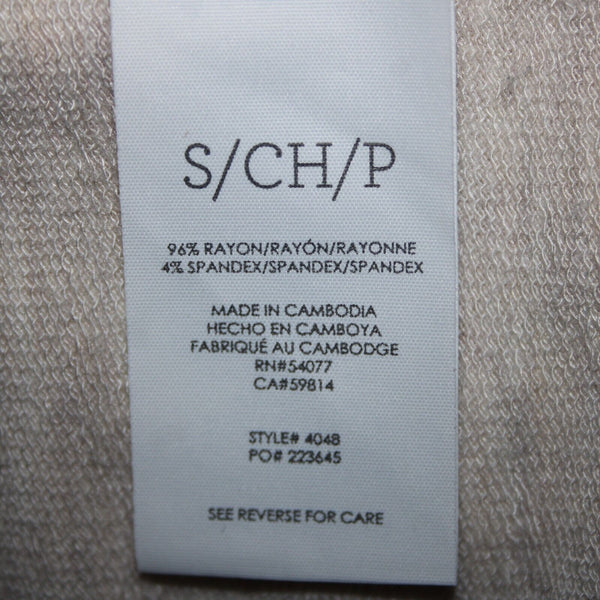 S/CH/P
96% RAYON/RAYÓN/RAYONNE
4% SPANDEX/SPANDEX/SPANDEX
MADE IN CAMBODIA
HECHO EN CAMBOYA
FABRIQUÉ AU CAMBODGE
RN#54077
CA#59814
STYLE# 4048
PO# 223645
SEE REVERSE FOR CARE